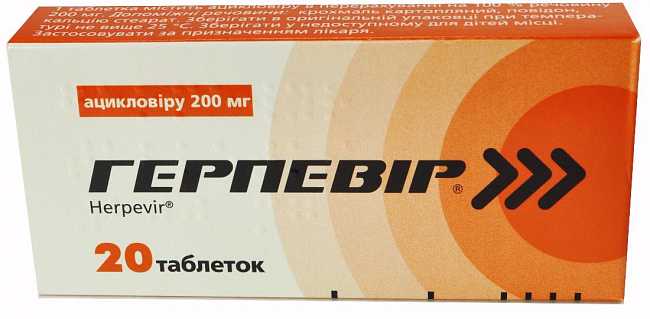 1 таблетка містить ацикловіру у перерахуванні на 100 % речовину
200 мг. Допоміжні речовини: крохмаль картопляний, повідон,
кальцію стеарат. Зберігати в оригінальній упаковці при темпера-
турі не вище 25 °С. Зберігати у недоступному для дітей місці.
Застосовувати за призначенням лікаря.
ацикловіру 200 мг
ГЕРПЕВІР®
Herpevir®
20 таблеток